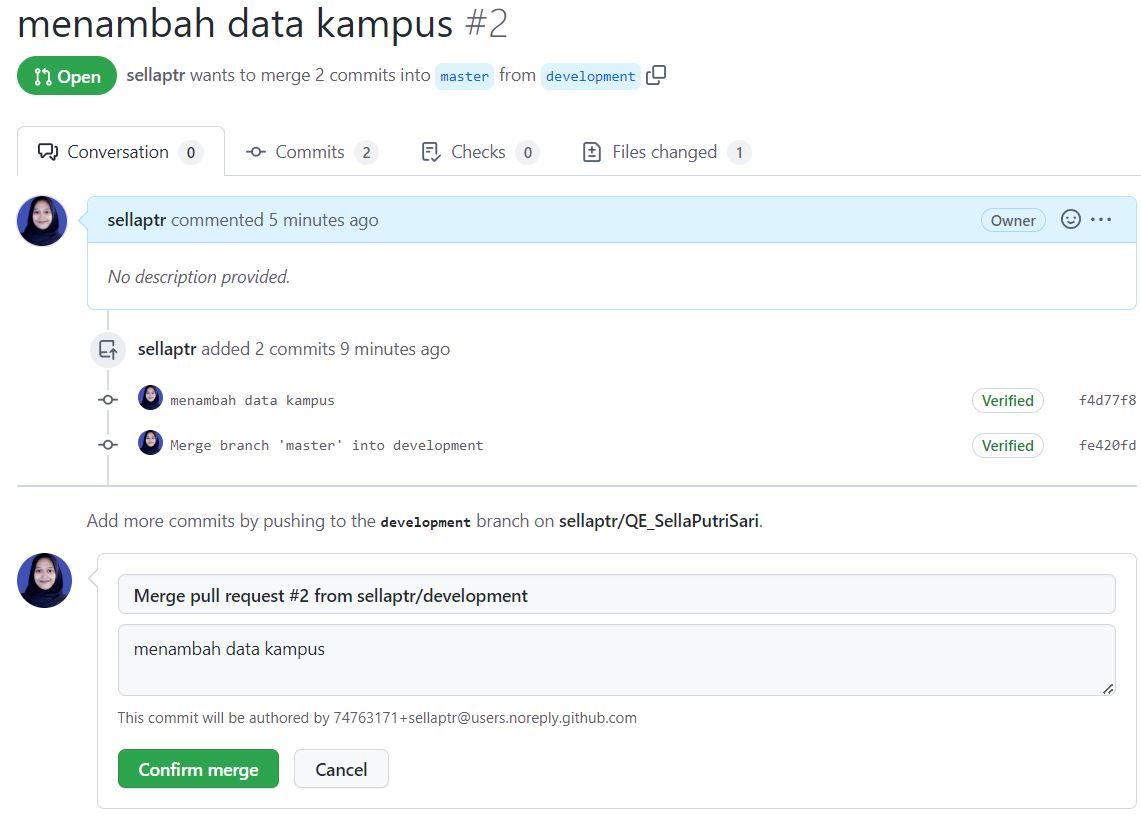 menambah data kampus #2
Open sellaptr wants to merge 2 commits into master from development
Conversation 0 Commits 2 Checks 0 Files changed 1
sellaptr commented 5 minutes ago Owner
No description provided.
sellaptr added 2 commits 9 minutes ago
menambah data kampus Verified f4d77f8
Merge branch 'master' into development Verified fe420fd
Add more commits by pushing to the development branch on sellaptr/QE_SellaPutriSari.
Merge pull request #2 from sellaptr/development
menambah data kampus
This commit will be authored by 74763171+sellaptr@users.noreply.github.com
Confirm merge Cancel